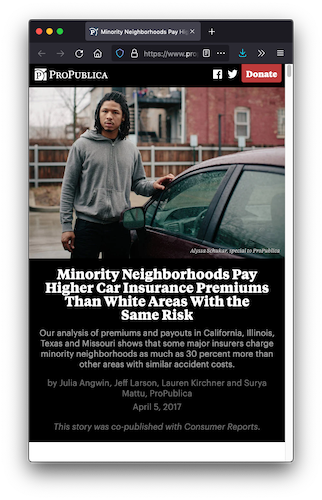 Minority Neighborhoods Pay Hig
https://www.pro
ProPublica
Donate
Alyssa Schukar, special to ProPublica
Minority Neighborhoods Pay
Higher Car Insurance Premiums
Than White Areas With the
Same Risk
Our analysis of premiums and payouts in California, Illinois,
Texas and Missouri shows that some major insurers charge
minority neighborhoods as much as 30 percent more than
other areas with similar accident costs.
by Julia Angwin, Jeff Larson, Lauren Kirchner and Surya
Mattu, ProPublica
April 5, 2017
This story was co-published with Consumer Reports.